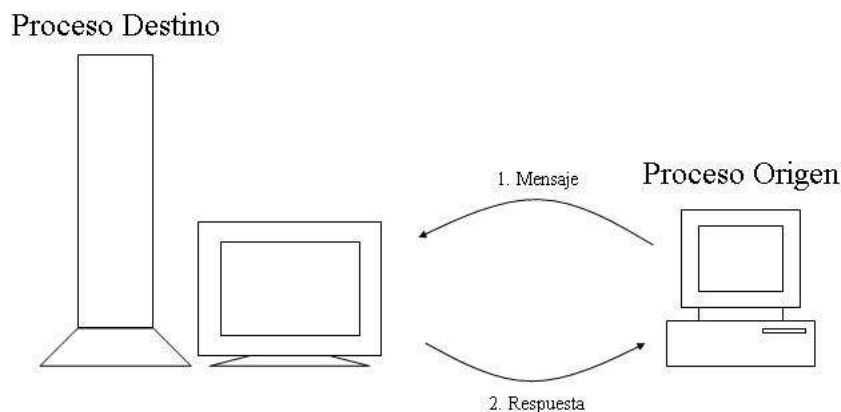 Proceso Destino
1. Mensaje
Proceso Origen
2. Respuesta